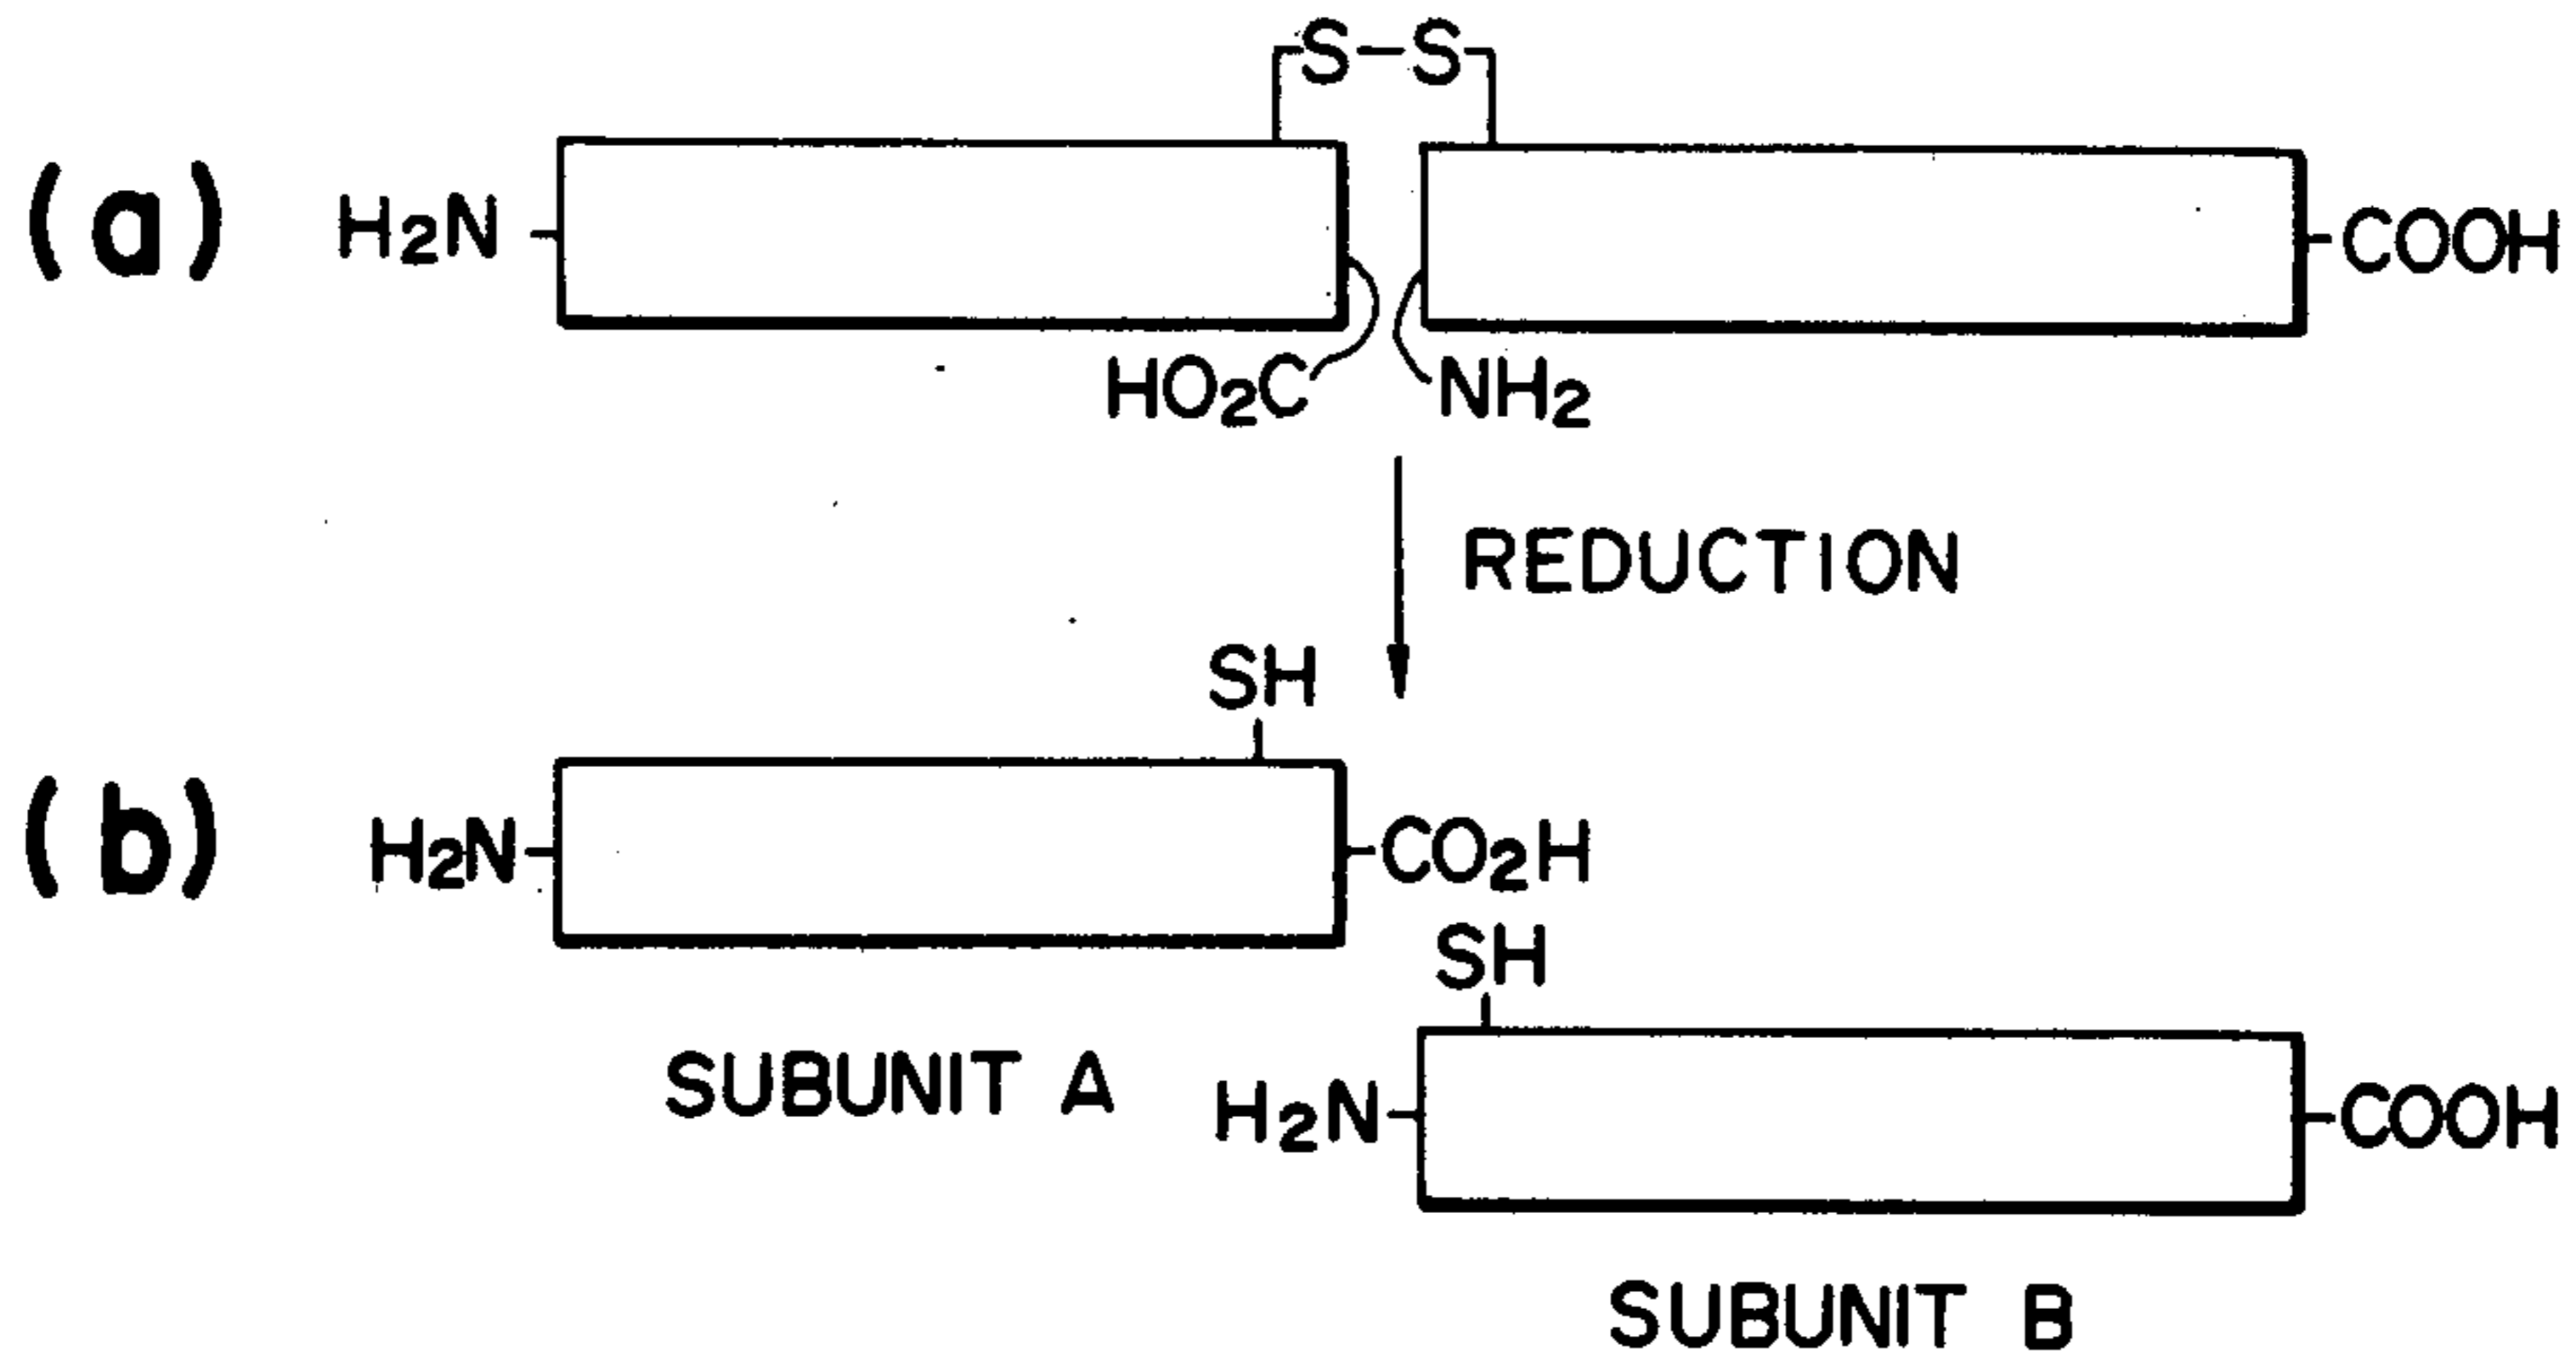 S-S
(a) H2N COOH
HO2C NH2
REDUCTION
SH
(b) H2N CO2H
SH
SUBUNIT A H2N COOH
SUBUNIT B